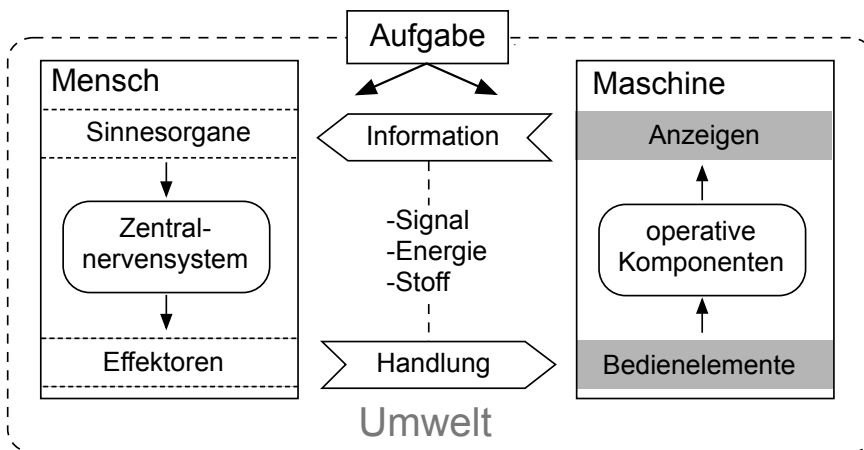 Aufgabe
Mensch
Sinnesorgane
Zentral-
nervensystem
Effektoren
Information
-Signal
-Energie
-Stoff
Handlung
Maschine
Anzeigen
operative
Komponenten
Bedienelemente
Umwelt